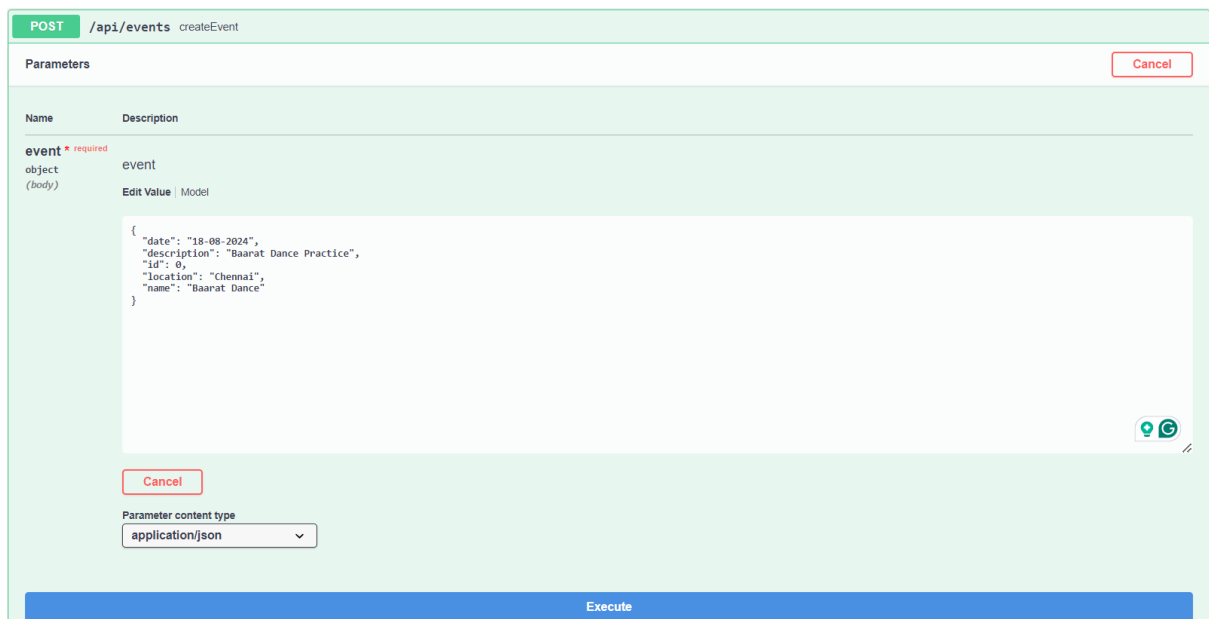 POST /api/events createEvent
Parameters Cancel
Name Description
event * required
object
(body)
event
Edit Value | Model
{
  "date": "18-08-2024",
  "description": "Baarat Dance Practice",
  "id": 0,
  "location": "Chennai",
  "name": "Baarat Dance"
}
Cancel
Parameter content type
application/json
Execute